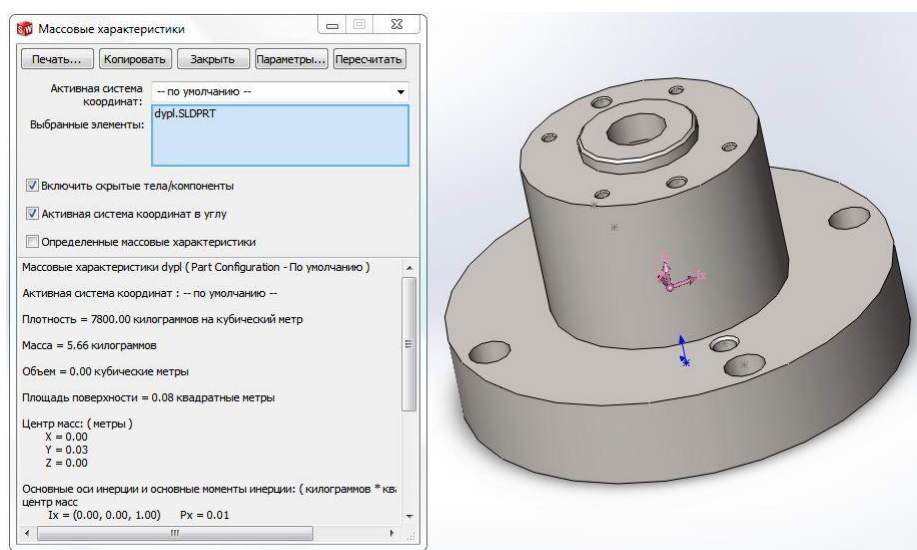 Массовые характеристики
Печать... Копировать Закрыть Параметры... Пересчитать
Активная система координат: -- по умолчанию --
Выбранные элементы: dypl.SLDPRT
Включить скрытые тела/компоненты
Активная система координат в углу
Определенные массовые характеристики
Массовые характеристики dypl ( Part Configuration - По умолчанию )
Активная система координат : -- по умолчанию --
Плотность = 7800.00 килограммов на кубический метр
Масса = 5.66 килограммов
Объем = 0.00 кубические метры
Площадь поверхности = 0.08 квадратные метры
Центр масс: ( метры )
X = 0.00
Y = 0.03
Z = 0.00
Основные оси инерции и основные моменты инерции: ( килограммов *
центр масс
Ix = (0.00, 0.00, 1.00) Px = 0.01
Ix